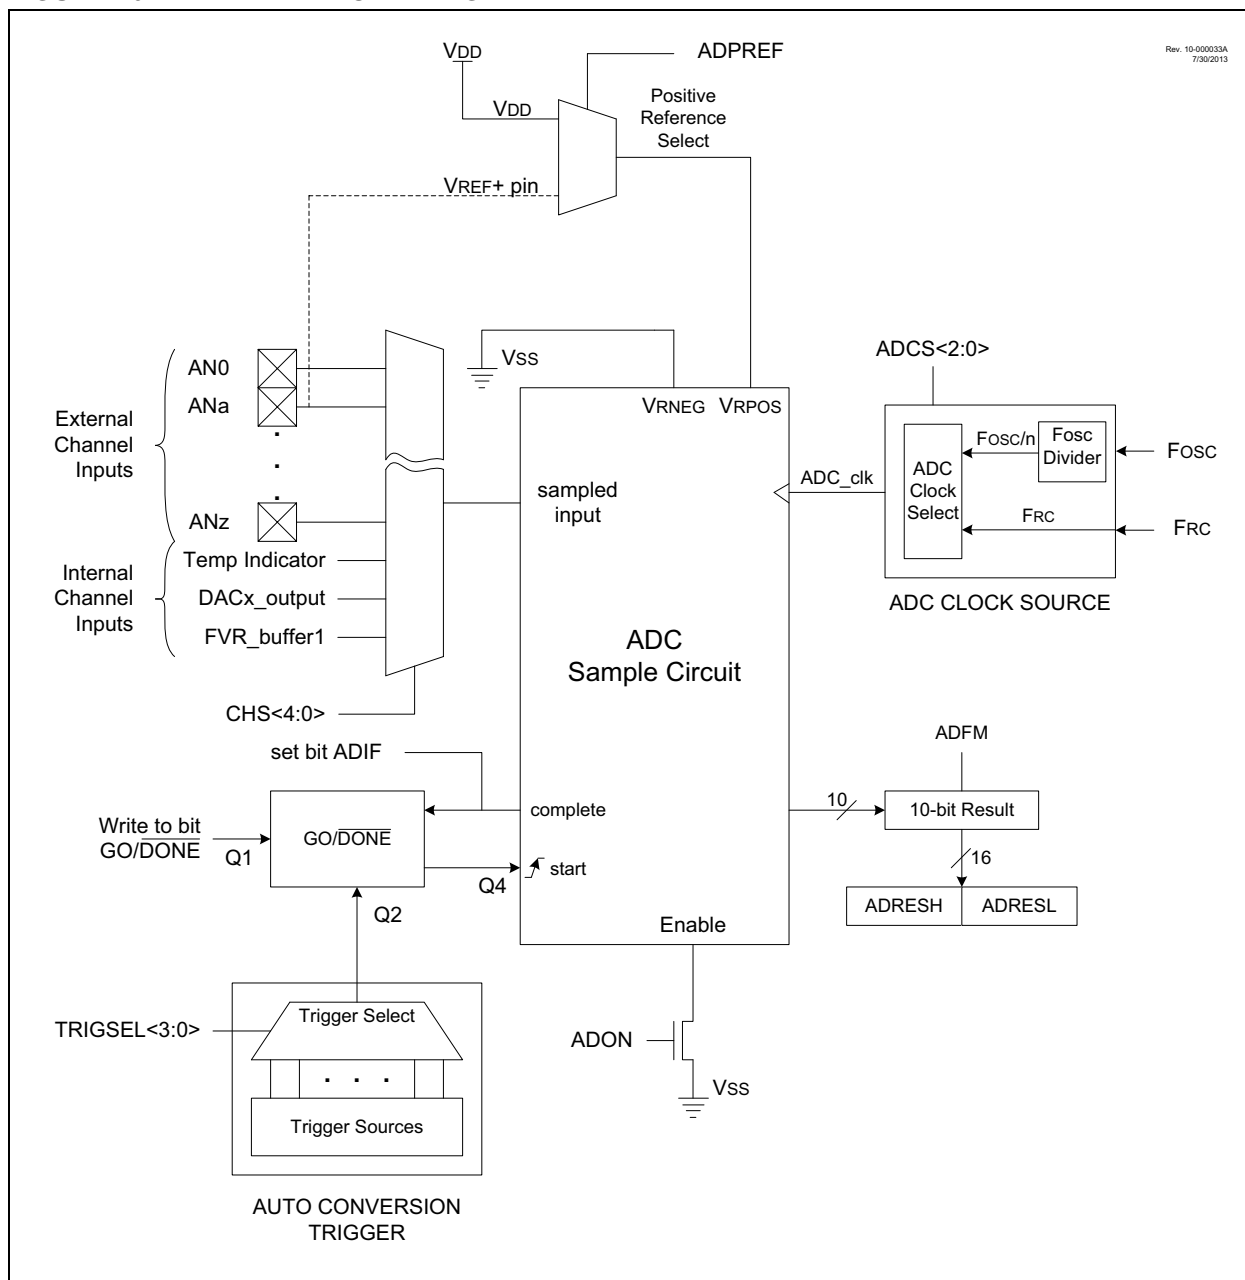 Rev. 10-000033A
7/30/2013
VDD
ADPREF
VDD
Positive
Reference
Select
VREF+ pin
VSS
ADCS<2:0>
AN0
ANa
External
Channel
Inputs
VRNEG
VRPOS
FOSC/n
Fosc
Divider
FOSC
ADC
Clock
Select
ADC_clk
sampled
input
ANz
FRC
FRC
Temp Indicator
Internal
Channel
Inputs
DACx_output
ADC CLOCK SOURCE
FVR_buffer1
ADC
Sample Circuit
CHS<4:0>
set bit ADIF
ADFM
complete
10
10-bit Result
Write to bit
GO/DONE
Q1
GO/DONE
Q4
start
16
ADRESH
ADRESL
Q2
Enable
Trigger Select
TRIGSEL<3:0>
ADON
VSS
. . .
Trigger Sources
AUTO CONVERSION
TRIGGER